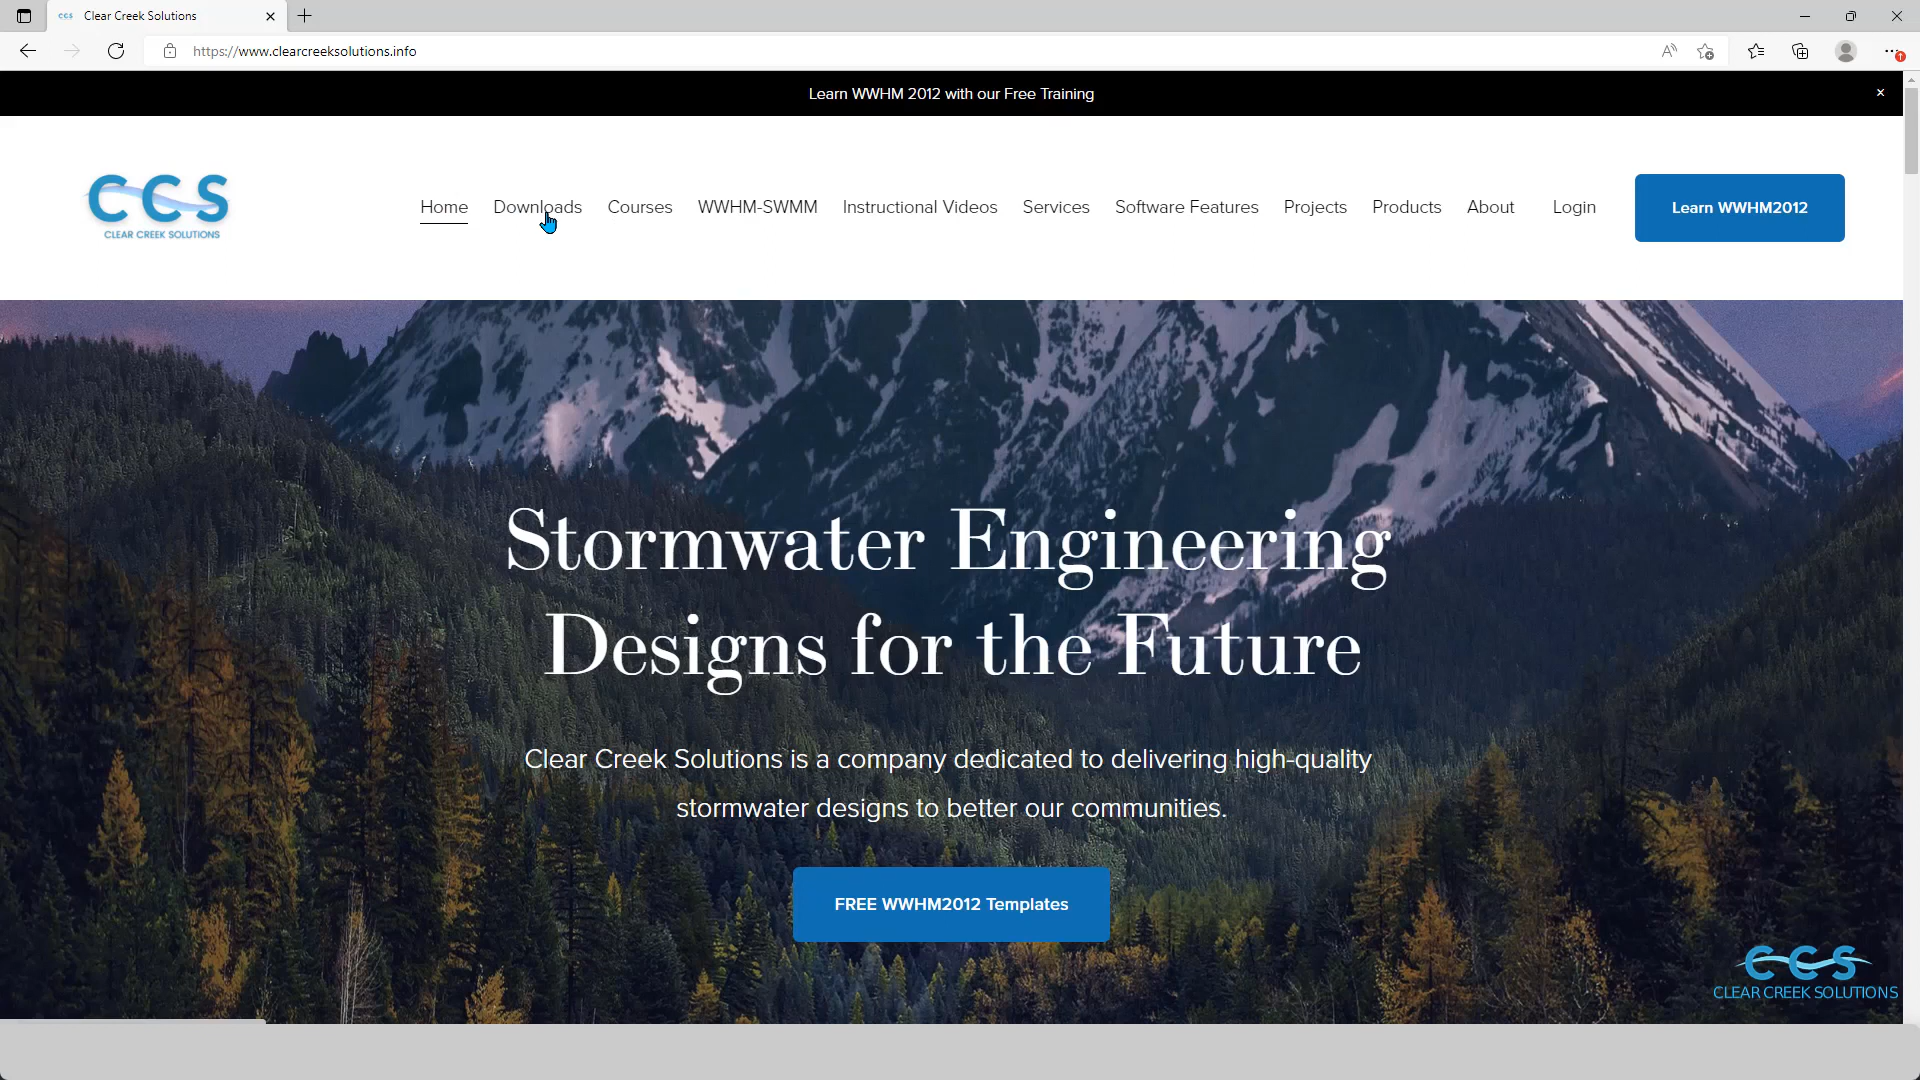 Clear Creek Solutions
https://www.clearcreeksolutions.info
Learn WWHM 2012 with our Free Training
CCS
CLEAR CREEK SOLUTIONS
Home Downloads Courses WWHM-SWMM Instructional Videos Services Software Features Projects Products About Login Learn WWHM2012
Stormwater Engineering
Designs for the Future
Clear Creek Solutions is a company dedicated to delivering high-quality
stormwater designs to better our communities.
FREE WWHM2012 Templates
CCS
CLEAR CREEK SOLUTIONS